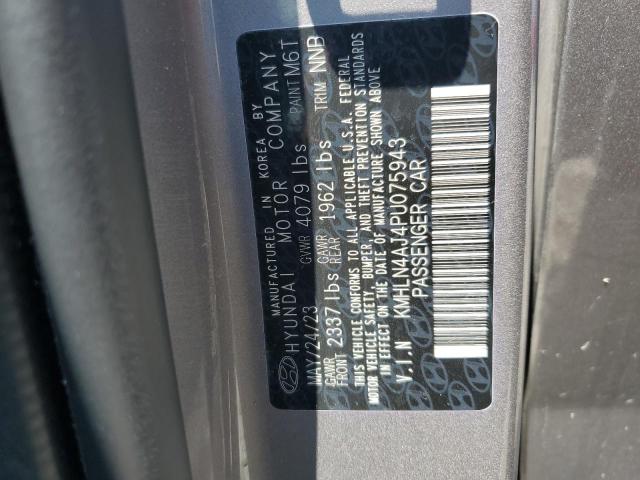 MANUFACTURED IN KOREA BY
HYUNDAI MOTOR COMPANY
MAY/24/23 GVWR 4079 lbs PAINT M6T
GAWR FRONT 2337 lbs GAWR REAR 1962 lbs TRIM NNB
THIS VEHICLE CONFORMS TO ALL APPLICABLE U.S.A. FEDERAL
MOTOR VEHICLE SAFETY, BUMPER, AND THEFT PREVENTION STANDARDS
IN EFFECT ON THE DATE OF MANUFACTURE SHOWN ABOVE
V.I.N KMHLN4AJ4PU075943
PASSENGER CAR